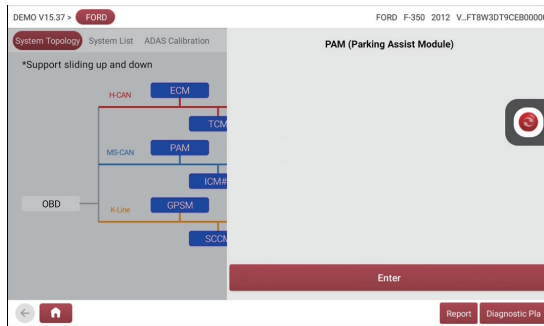 DEMO V15.37 > FORD
FORD F-350 2012 V...FT8W3DT9CEB00000
System Topology System List ADAS Calibration
PAM (Parking Assist Module)
*Support sliding up and down
H-CAN ECM
TCM
MS-CAN PAM
ICM#
OBD
K-Line GPSM
SCCM
Enter
Report Diagnostic Pla